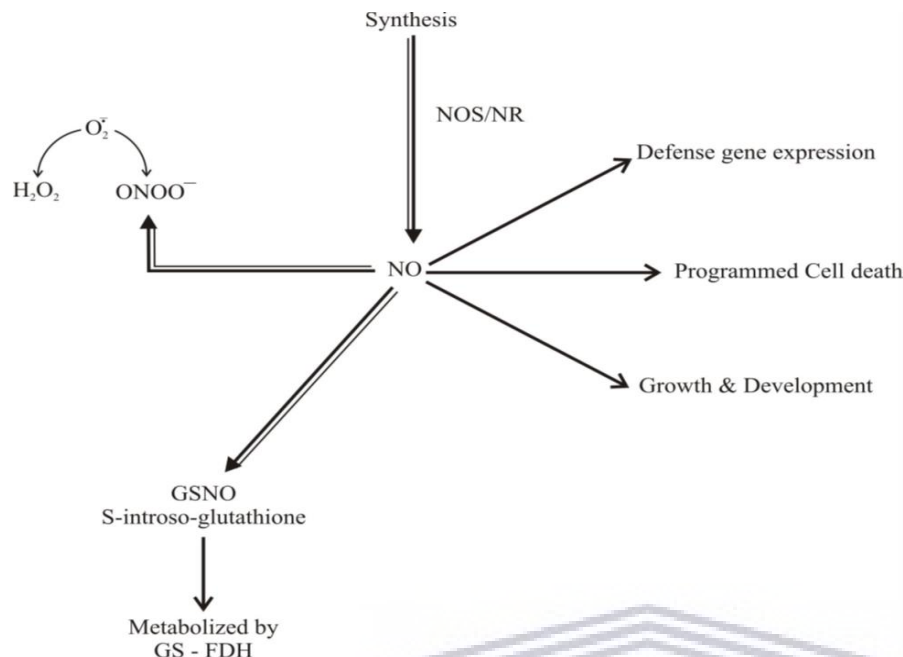 Synthesis
NOS/NR
O₂˙⁻
H₂O₂
ONOO⁻
Defense gene expression
NO
Programmed Cell death
Growth & Development
GSNO
S-introso-glutathione
Metabolized by
GS - FDH